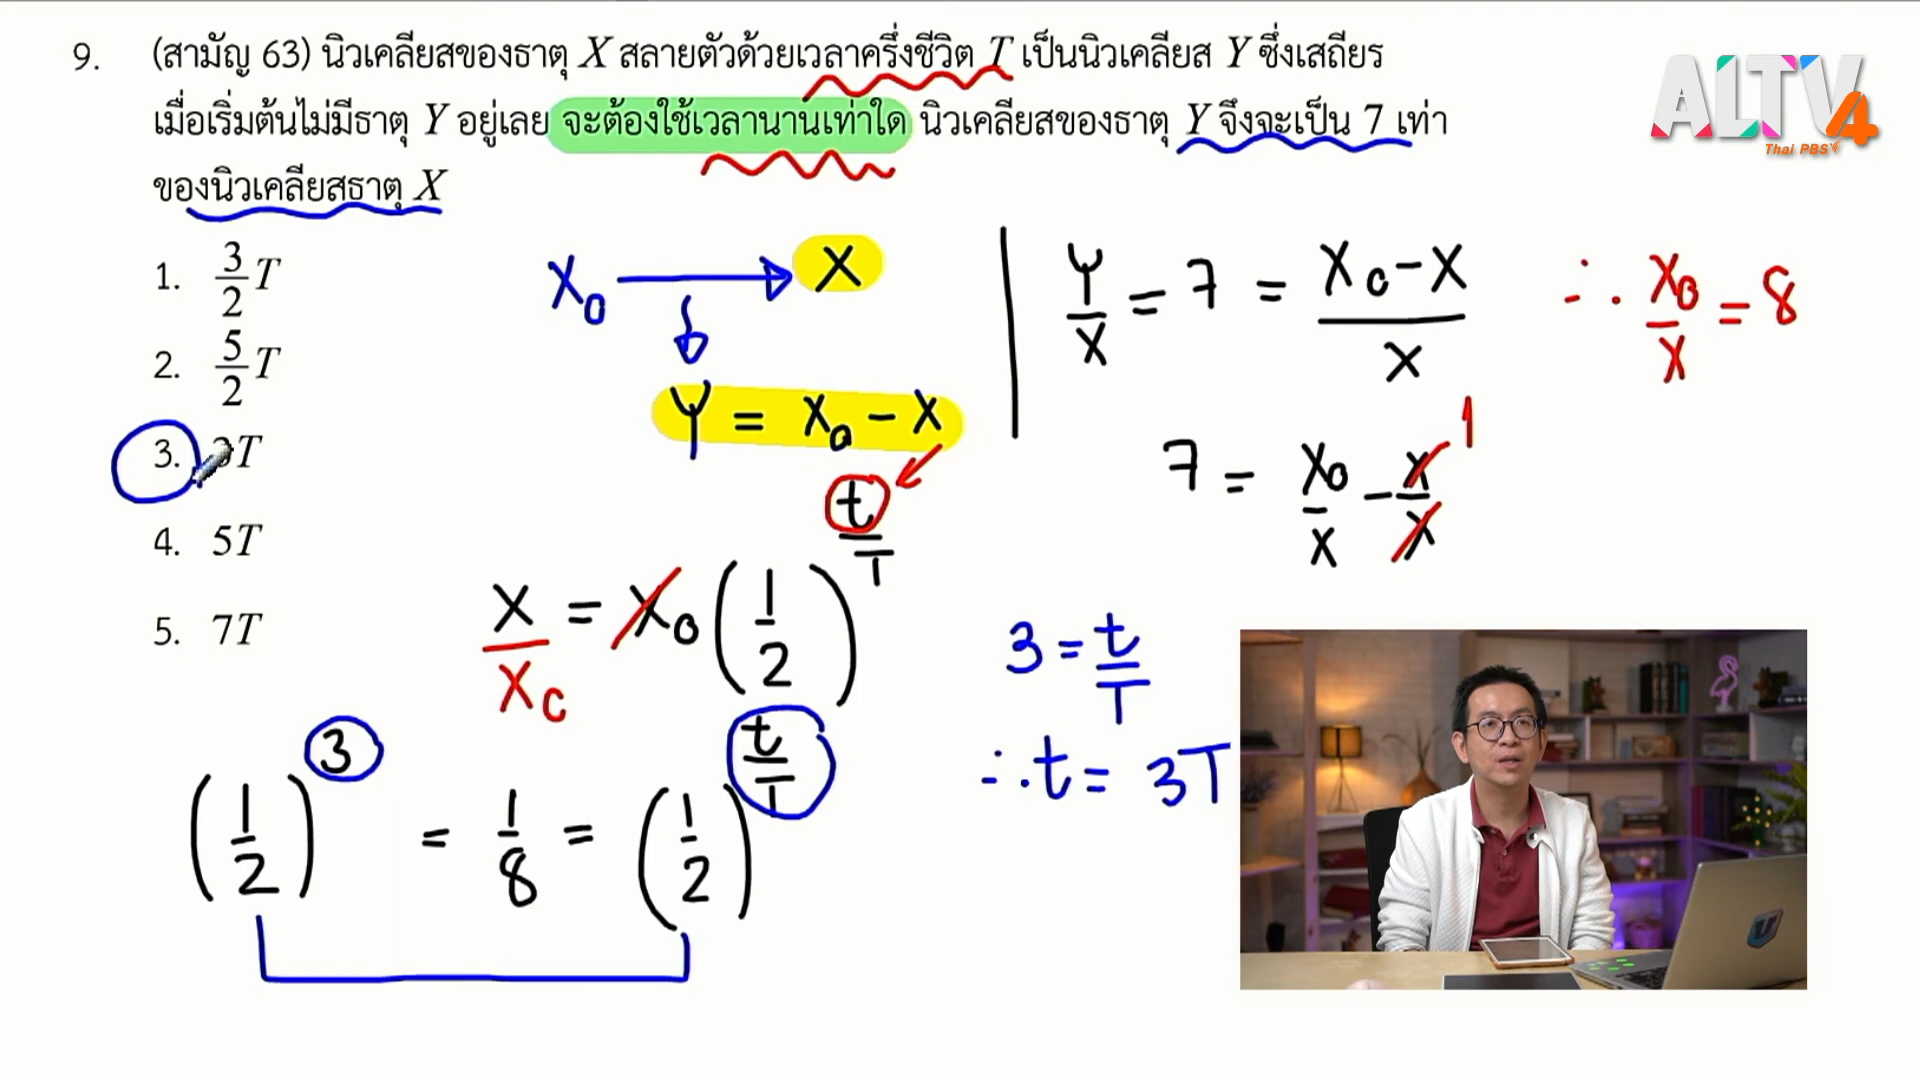 9. (สามัญ 63) นิวเคลียสของธาตุ X สลายตัวด้วยเวลาครึ่งชีวิต T เป็นนิวเคลียส Y ซึ่งเสถียร
เมื่อเริ่มต้นไม่มีธาตุ Y อยู่เลย จะต้องใช้เวลานานเท่าใด นิวเคลียสของธาตุ Y จึงจะเป็น 7 เท่า
ของนิวเคลียสธาตุ X
ALTV4
Thai PBS
1. 3/2 T
2. 5/2 T
3. 3T
4. 5T
5. 7T
X₀ → X
Y = X₀ - X
Y/X = 7 = X₀ - X / X
∴ X₀/X = 8
7 = X₀/X - X/X 1
X/X₀ = X₀ (1/2)^t/T
(1/2)^3 = 1/8 = (1/2)^t/T
3 = t/T
∴ t = 3T